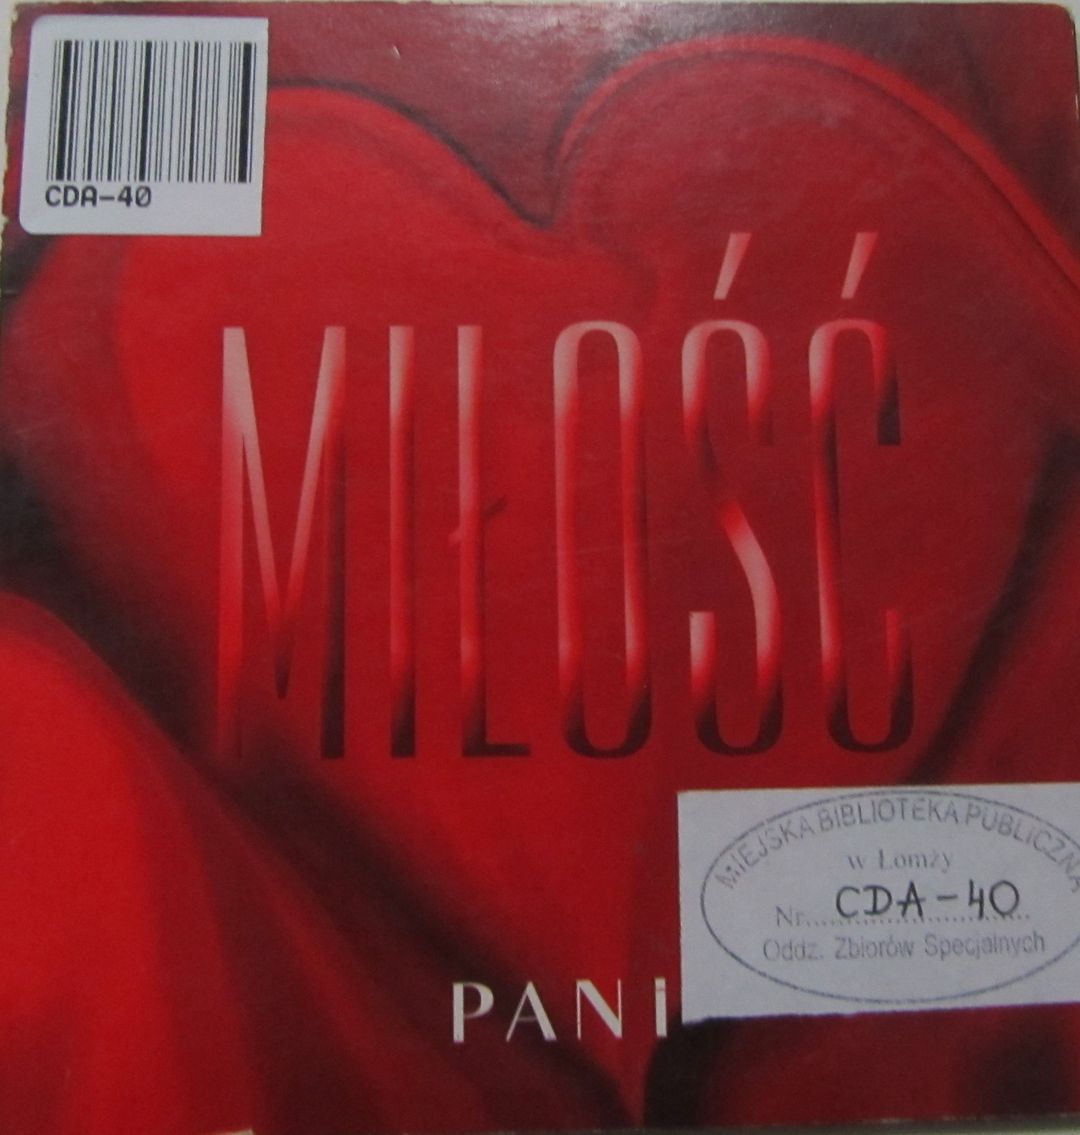 CDA-40
MIŁOŚĆ
MIEJSKA BIBLIOTEKA PUBLICZNA
w Łomży
Nr....CDA-40
Oddz. Zbiorów Specjalnych
PANi